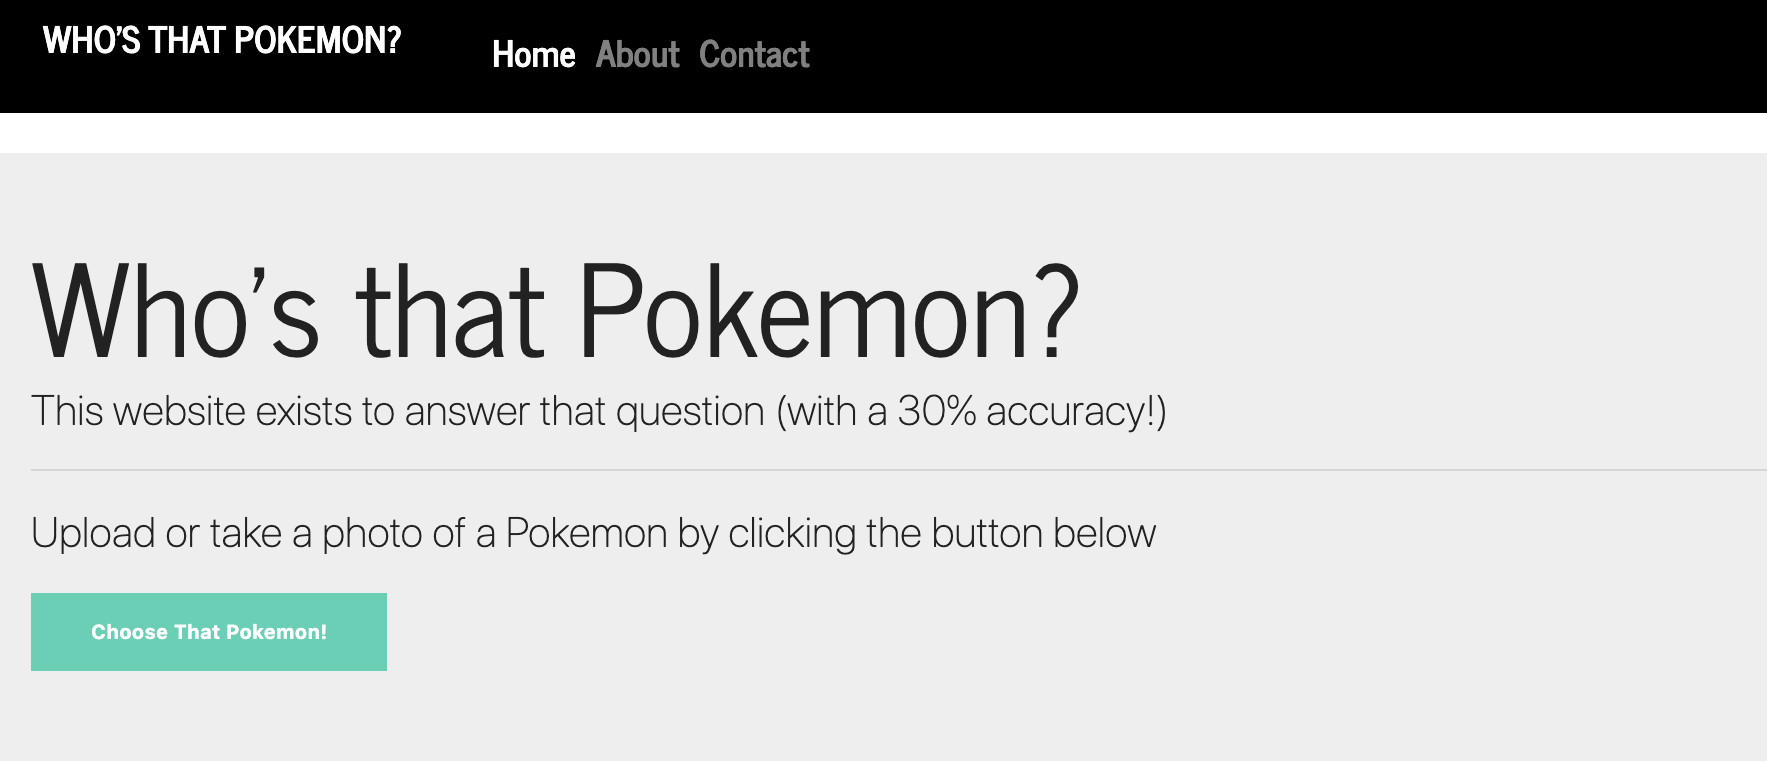 WHO'S THAT POKEMON?
Home About Contact
Who's that Pokemon?
This website exists to answer that question (with a 30% accuracy!)
Upload or take a photo of a Pokemon by clicking the button below
Choose That Pokemon!